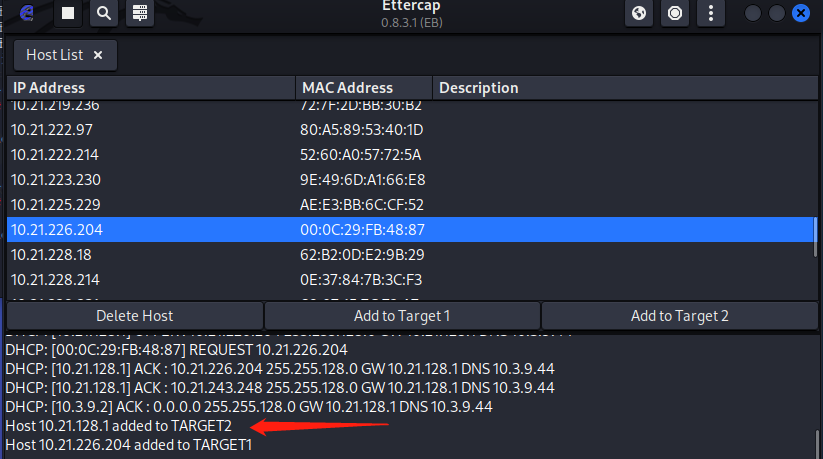 Ettercap
0.8.3.1 (EB)
Host List ×
IP Address MAC Address Description
10.21.219.236 72:7F:2D:BB:30:B2
10.21.222.97 80:A5:89:53:40:1D
10.21.222.214 52:60:A0:57:72:5A
10.21.223.230 9E:49:6D:A1:66:E8
10.21.225.229 AE:E3:BB:6C:CF:52
10.21.226.204 00:0C:29:FB:48:87
10.21.228.18 62:B2:0D:E2:9B:29
10.21.228.214 0E:37:84:7B:3C:F3
Delete Host Add to Target 1 Add to Target 2
DHCP: [00:0C:29:FB:48:87] REQUEST 10.21.226.204
DHCP: [10.21.128.1] ACK : 10.21.226.204 255.255.128.0 GW 10.21.128.1 DNS 10.3.9.44
DHCP: [10.21.128.1] ACK : 10.21.243.248 255.255.128.0 GW 10.21.128.1 DNS 10.3.9.44
DHCP: [10.3.9.2] ACK : 0.0.0.0 255.255.128.0 GW 10.21.128.1 DNS 10.3.9.44
Host 10.21.128.1 added to TARGET2
Host 10.21.226.204 added to TARGET1